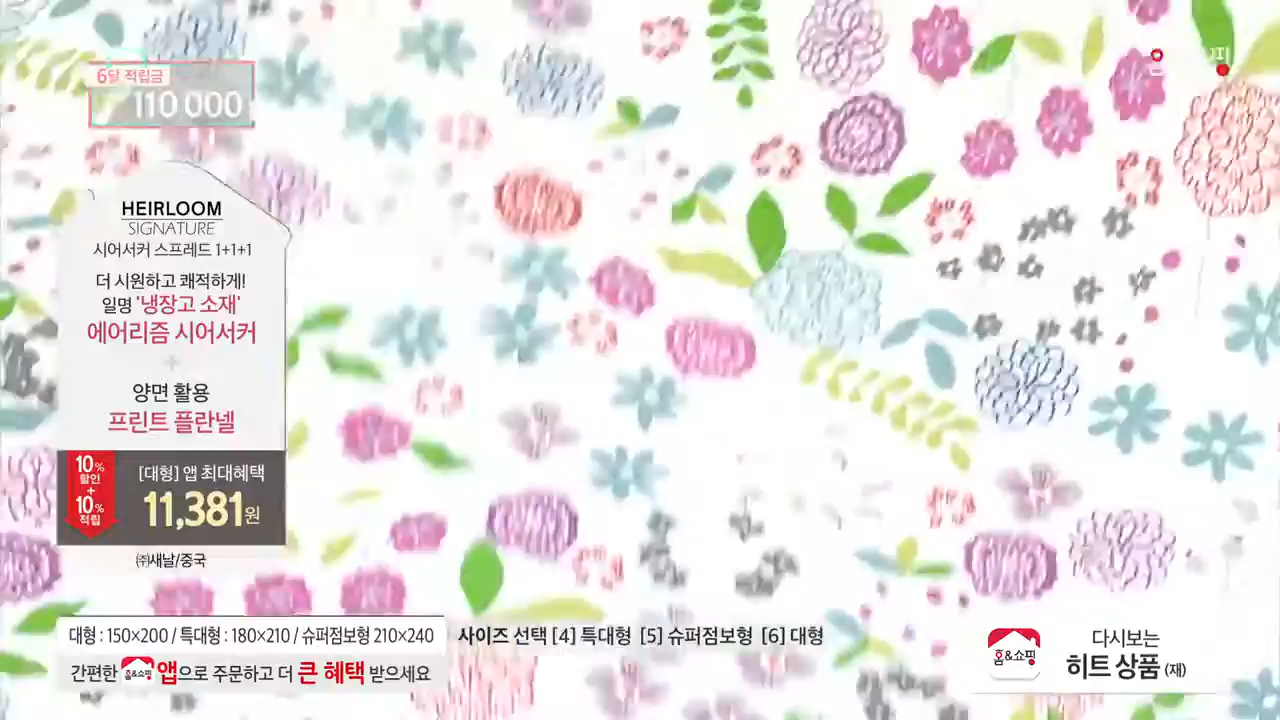 6달 적립금
110 000
HEIRLOOM
SIGNATURE
시어서커 스프레드 1+1+1
더 시원하고 쾌적하게!
일명 '냉장고 소재'
에어리즘 시어서커
+
양면 활용
프린트 플란넬
10%
할인
+
10%
적립
[대형] 앱 최대혜택
11,381원
㈜새날/중국
대형 : 150×200 / 특대형 : 180×210 / 슈퍼점보형 210×240
사이즈 선택 [4] 특대형 [5] 슈퍼점보형 [6] 대형
간편한 홈&쇼핑 앱으로 주문하고 더 큰 혜택 받으세요
홈&쇼핑
다시보는
히트 상품 (재)